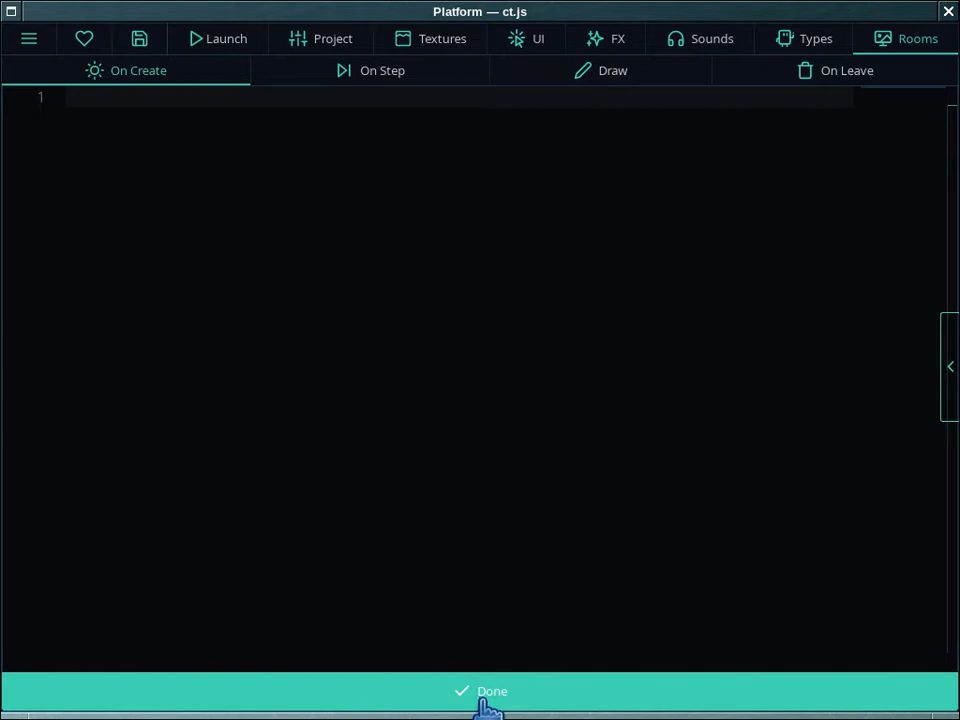 Platform — ct.js
Launch Project Textures UI FX Sounds Types Rooms
On Create On Step Draw On Leave
1
Done